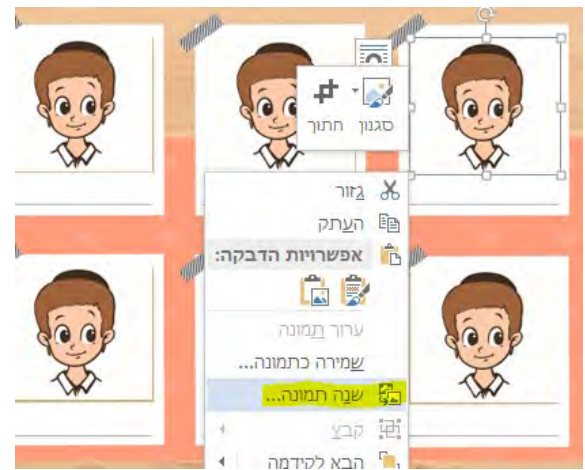 סגנון
חתוך
גזור
העתק
אפשרויות הדבקה:
ערוך תמונה
שמירה כתמונה...
שנה תמונה...
קבץ
הבא לקידמה